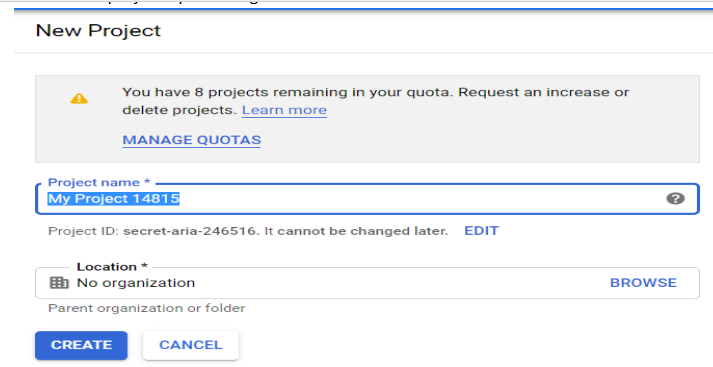 New Project
You have 8 projects remaining in your quota. Request an increase or
delete projects. Learn more
MANAGE QUOTAS
Project name *
My Project 14815
Project ID: secret-aria-246516. It cannot be changed later. EDIT
Location *
No organization BROWSE
Parent organization or folder
CREATE CANCEL